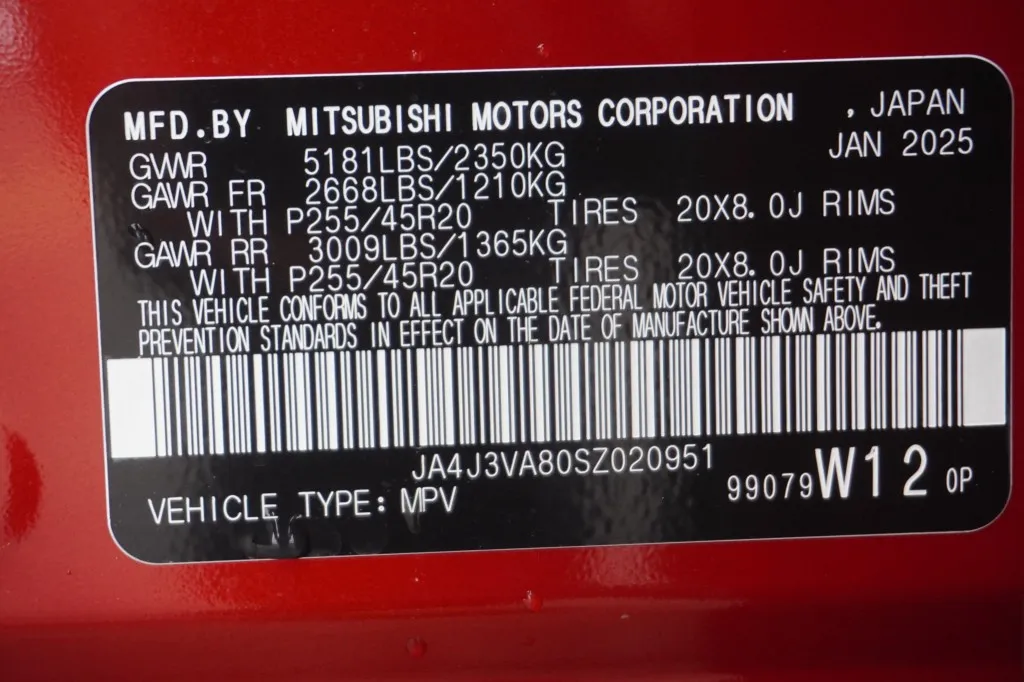 MFD.BY MITSUBISHI MOTORS CORPORATION , JAPAN
JAN 2025
GVWR 5181LBS/2350KG
GAWR FR 2668LBS/1210KG
WITH P255/45R20 TIRES 20X8.0J RIMS
GAWR RR 3009LBS/1365KG
WITH P255/45R20 TIRES 20X8.0J RIMS
THIS VEHICLE CONFORMS TO ALL APPLICABLE FEDERAL MOTOR VEHICLE SAFETY AND THEFT
PREVENTION STANDARDS IN EFFECT ON THE DATE OF MANUFACTURE SHOWN ABOVE.
JA4J3VA80SZ020951
99079 W12 0P
VEHICLE TYPE: MPV